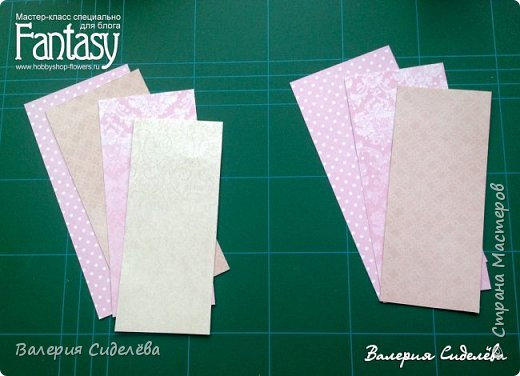 Мастер-класс специально
для блога
Fantasy
www.hobbyshop-flowers.ru
Валерия Сиделёва
Валерия Сиделёва
Страна Мастеров